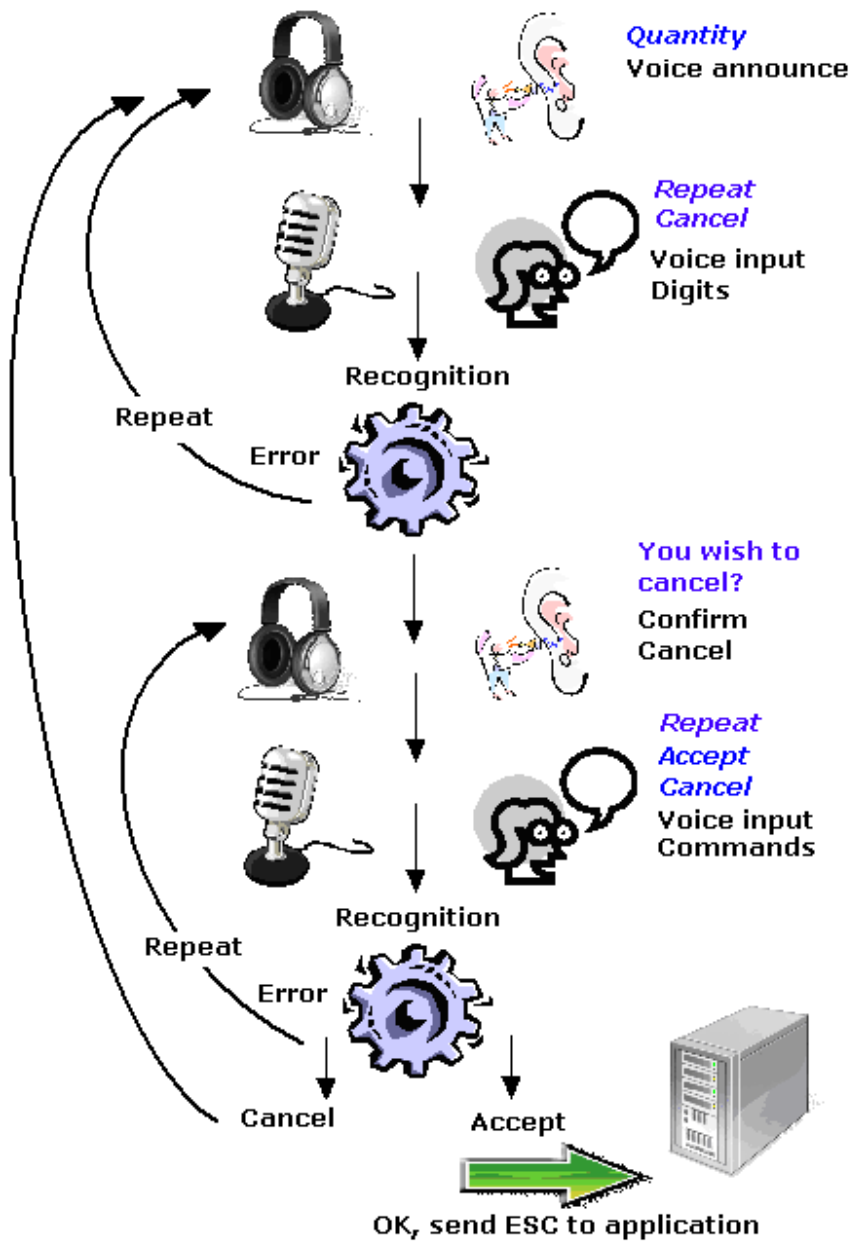 Quantity
Voice announce
Repeat
Cancel
Voice input
Digits
Recognition
Repeat
Error
You wish to
cancel?
Confirm
Cancel
Repeat
Accept
Cancel
Voice input
Commands
Recognition
Repeat
Error
Cancel
Accept
OK, send ESC to application